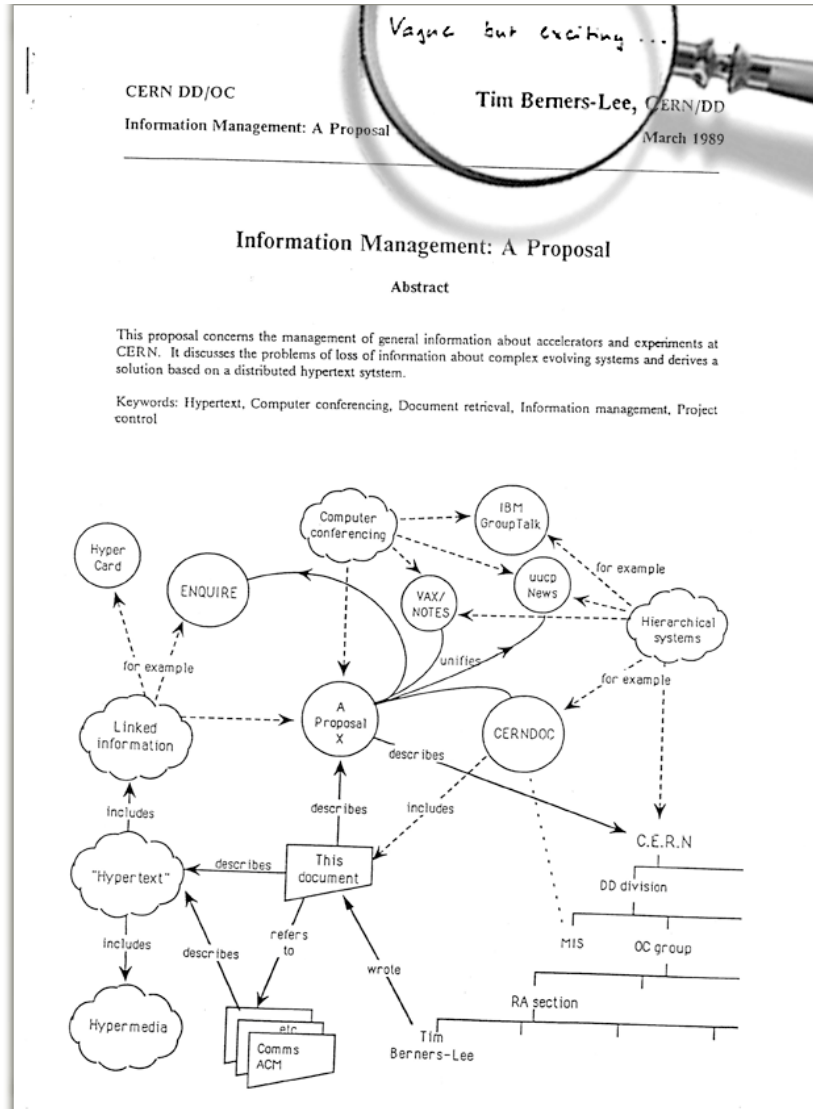 Vague but exciting ...
CERN DD/OC
Tim Berners-Lee, CERN/DD
Information Management: A Proposal
March 1989
Information Management: A Proposal
Abstract
This proposal concerns the management of general information about accelerators and experiments at
CERN. It discusses the problems of loss of information about complex evolving systems and derives a
solution based on a distributed hypertext sytstem.
Keywords: Hypertext, Computer conferencing, Document retrieval, Information management, Project
control
Computer
conferencing
IBM
GroupTalk
Hyper
Card
ENQUIRE
VAX/
NOTES
uucp
News
for example
Hierarchical
systems
unifies
for example
for example
Linked
information
A
Proposal
X
CERNDOC
describes
includes
describes
includes
C.E.R.N
"Hypertext"
describes
This
document
DD division
includes
describes
refers
to
MIS
OC group
wrote
RA section
Hypermedia
etc
Comms
ACM
Tim
Berners-Lee